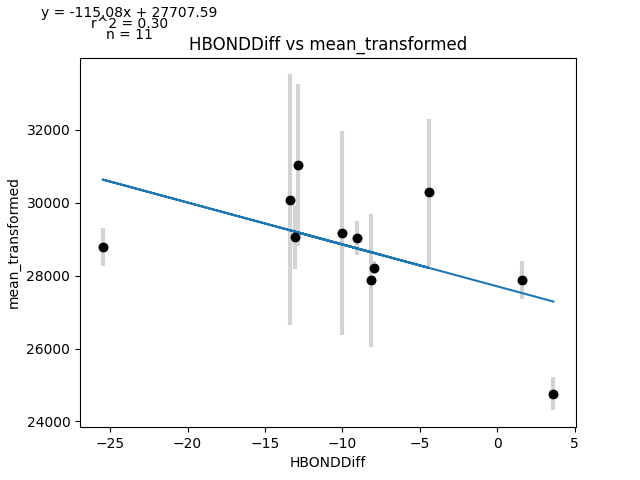 y = -115.08x + 27707.59
r^2 = 0.30
n = 11
HBONDDiff vs mean_transformed
mean_transformed
32000
30000
28000
26000
24000
−25
−20
−15
−10
−5
0
5
HBONDDiff